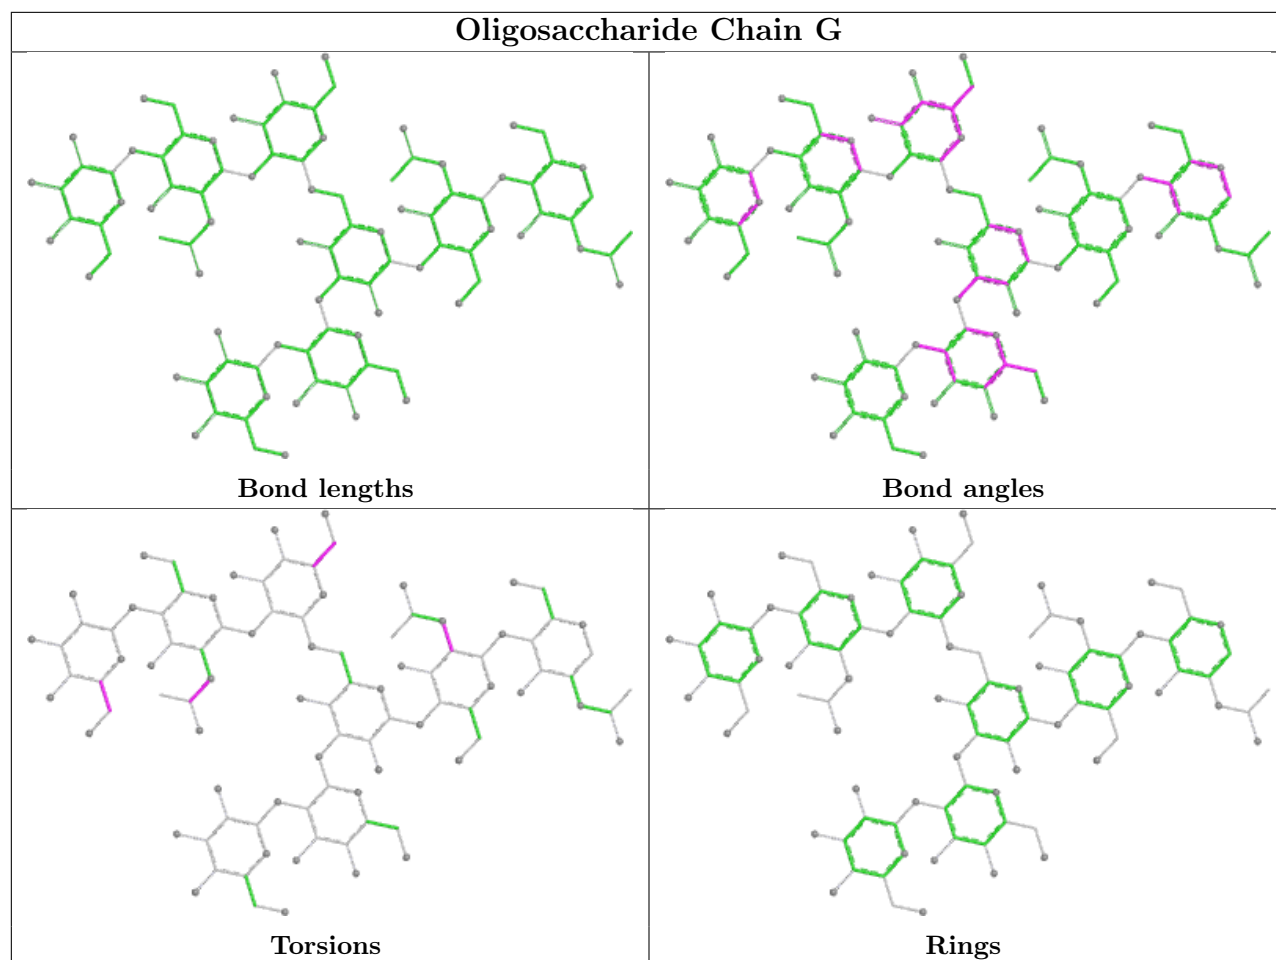 Oligosaccharide Chain G
Bond lengths
Bond angles
Torsions
Rings